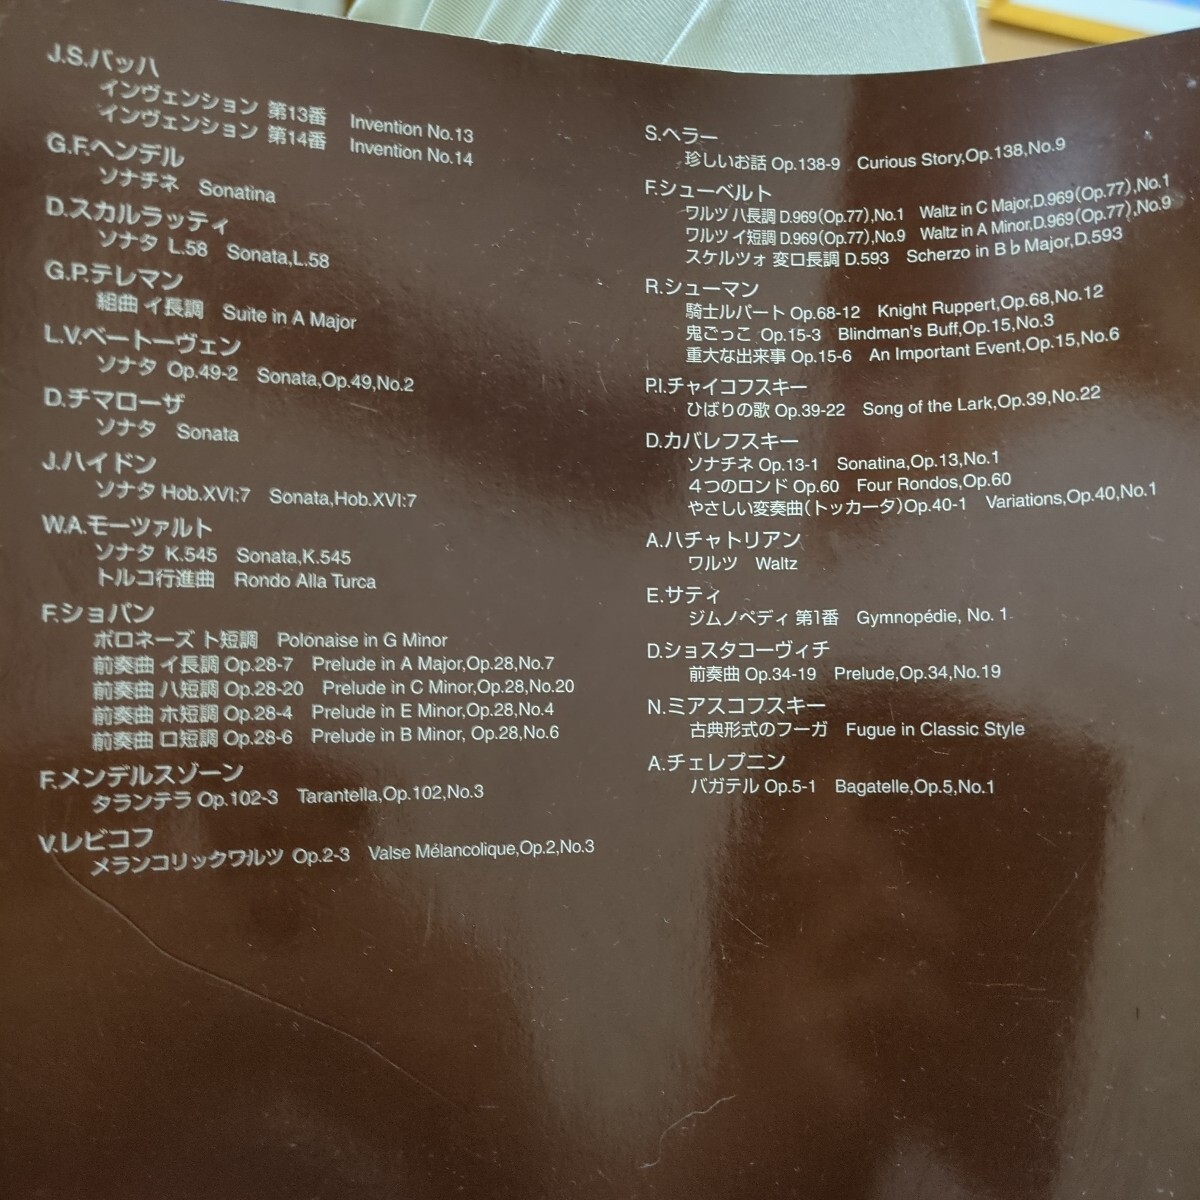 J.S.バッハ
インヴェンション 第13番 Invention No.13
インヴェンション 第14番 Invention No.14
G.F.ヘンデル
ソナチネ Sonatina
D.スカルラッティ
ソナタ L.58 Sonata,L.58
G.P.テレマン
組曲 イ長調 Suite in A Major
L.V.ベートーヴェン
ソナタ Op.49-2 Sonata,Op.49,No.2
D.チマローザ
ソナタ Sonata
J.ハイドン
ソナタ Hob.XVI:7 Sonata,Hob.XVI:7
W.A.モーツァルト
ソナタ K.545 Sonata,K.545
トルコ行進曲 Rondo Alla Turca
F.ショパン
ポロネーズ ト短調 Polonaise in G Minor
前奏曲 イ長調 Op.28-7 Prelude in A Major,Op.28,No.7
前奏曲 ハ短調 Op.28-20 Prelude in C Minor,Op.28,No.20
前奏曲 ホ短調 Op.28-4 Prelude in E Minor,Op.28,No.4
前奏曲 ロ短調 Op.28-6 Prelude in B Minor, Op.28,No.6
F.メンデルスゾーン
タランテラ Op.102-3 Tarantella,Op.102,No.3
V.レビコフ
メランコリックワルツ Op.2-3 Valse Mélancolique,Op.2,No.3
S.ヘラー
珍しいお話 Op.138-9 Curious Story,Op.138,No.9
F.シューベルト
ワルツ ハ長調 D.969(Op.77),No.1 Waltz in C Major,D.969(Op.77),No.1
ワルツ イ短調 D.969(Op.77),No.9 Waltz in A Minor,D.969(Op.77),No.9
スケルツォ 変ロ長調 D.593 Scherzo in B♭Major,D.593
R.シューマン
騎士ルパート Op.68-12 Knight Ruppert,Op.68,No.12
鬼ごっこ Op.15-3 Blindman's Buff,Op.15,No.3
重大な出来事 Op.15-6 An Important Event,Op.15,No.6
P.I.チャイコフスキー
ひばりの歌 Op.39-22 Song of the Lark,Op.39,No.22
D.カバレフスキー
ソナチネ Op.13-1 Sonatina,Op.13,No.1
4つのロンド Op.60 Four Rondos,Op.60
やさしい変奏曲(トッカータ)Op.40-1 Variations,Op.40,No.1
A.ハチャトリアン
ワルツ Waltz
E.サティ
ジムノペディ 第1番 Gymnopédie, No. 1
D.ショスタコーヴィチ
前奏曲 Op.34-19 Prelude,Op.34,No.19
N.ミアスコフスキー
古典形式のフーガ Fugue in Classic Style
A.チェレプニン
バガテル Op.5-1 Bagatelle,Op.5,No.1